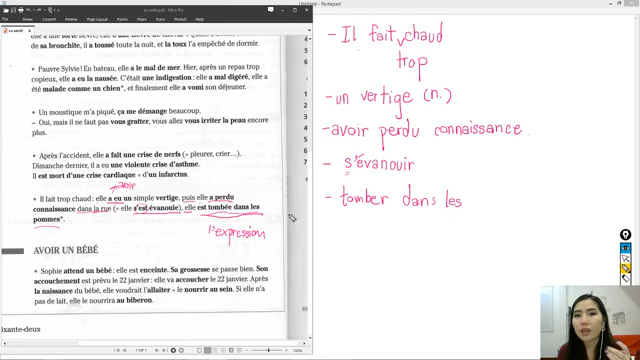 La santé.pdf - Nitro Pro
Untitled - Notepad
La santé.pdf
de sa bronchite, il a toussé toute la nuit, et la toux l'a empêché de dormir.
• Pauvre Sylvie! En bateau, elle a le mal de mer. Hier, après un repas trop
copieux, elle a eu la nausée. C'était une indigestion : elle a mal digéré, elle a
été malade comme un chien*, et finalement elle a vomi son déjeuner.
• Un moustique m'a piqué, ça me démange beaucoup.
– Oui, mais il ne faut pas vous gratter, vous allez vous irriter la peau encore
plus.
• Après l'accident, elle a fait une crise de nerfs (= pleurer, crier...).
Dimanche dernier, il a eu une violente crise d'asthme.
Il est mort d'une crise cardiaque = d'un infarctus.
avoir
• Il fait trop chaud : elle a eu un simple vertige, puis elle a perdu
connaissance dans la rue (= elle s'est évanouie), elle est tombée dans les
pommes*.
l'expression
AVOIR UN BÉBÉ
• Sophie attend un bébé : elle est enceinte. Sa grossesse se passe bien. Son
accouchement est prévu le 22 janvier : elle va accoucher le 22 janvier. Après
la naissance du bébé, elle voudrait l'allaiter = le nourrir au sein. Si elle n'a
pas de lait, elle le nourrira au biberon.
ixante-deux
- Il fait chaud
trop
- un vertige (n.)
- avoir perdu connaissance
- s'évanouir
- tomber dans les